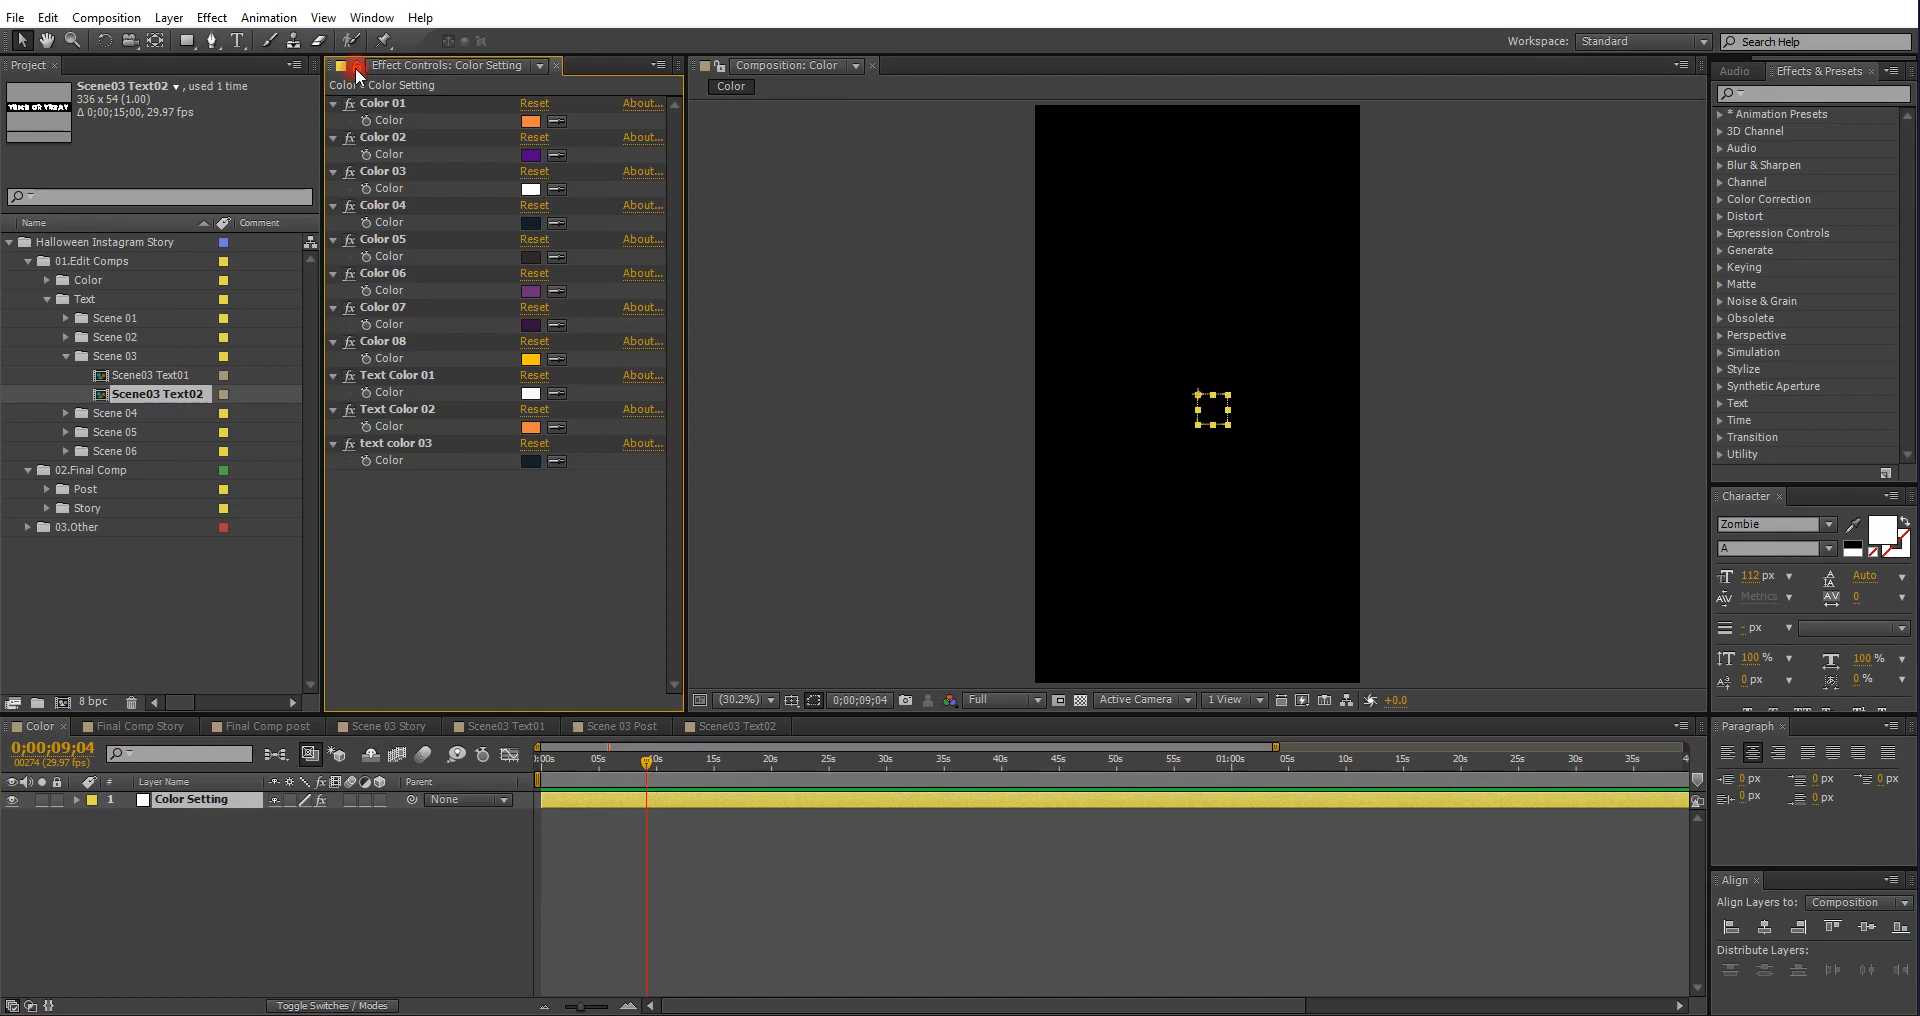 File Edit Composition Layer Effect Animation View Window Help
Workspace: Standard Search Help
Project
Scene03 Text02 , used 1 time
336 x 54 (1.00)
Δ 0;00;15;00, 29.97 fps
TRICK OR TREAT
Name Comment
Halloween Instagram Story
01.Edit Comps
Color
Text
Scene 01
Scene 02
Scene 03
Scene03 Text01
Scene03 Text02
Scene 04
Scene 05
Scene 06
02.Final Comp
Post
Story
03.Other
8 bpc
Effect Controls: Color Setting
Color Color Setting
fx Color 01 Reset About...
Color
fx Color 02 Reset About...
Color
fx Color 03 Reset About...
Color
fx Color 04 Reset About...
Color
fx Color 05 Reset About...
Color
fx Color 06 Reset About...
Color
fx Color 07 Reset About...
Color
fx Color 08 Reset About...
Color
fx Text Color 01 Reset About...
Color
fx Text Color 02 Reset About...
Color
fx text color 03 Reset About...
Color
Composition: Color
Color
(30.2%) 0;00;09;04 Full Active Camera 1 View +0.0
Audio Effects & Presets
* Animation Presets
3D Channel
Audio
Blur & Sharpen
Channel
Color Correction
Distort
Expression Controls
Generate
Keying
Matte
Noise & Grain
Obsolete
Perspective
Simulation
Stylize
Synthetic Aperture
Text
Time
Transition
Utility
Character
Zombie
A
112 px Auto
Metrics 0
- px
100 % 100 %
0 px 0 %
Paragraph
0 px 0 px 0 px
0 px 0 px
Align
Align Layers to: Composition
Distribute Layers:
Color Final Comp Story Final Comp post Scene 03 Story Scene03 Text01 Scene 03 Post Scene03 Text02
0;00;09;04
00274 (29.97 fps)
):00s 05s 10s 15s 20s 25s 30s 35s 40s 45s 50s 55s 01:00s 05s 10s 15s 20s 25s 30s 35s 4
# Layer Name fx Parent
1 Color Setting fx None
Toggle Switches / Modes